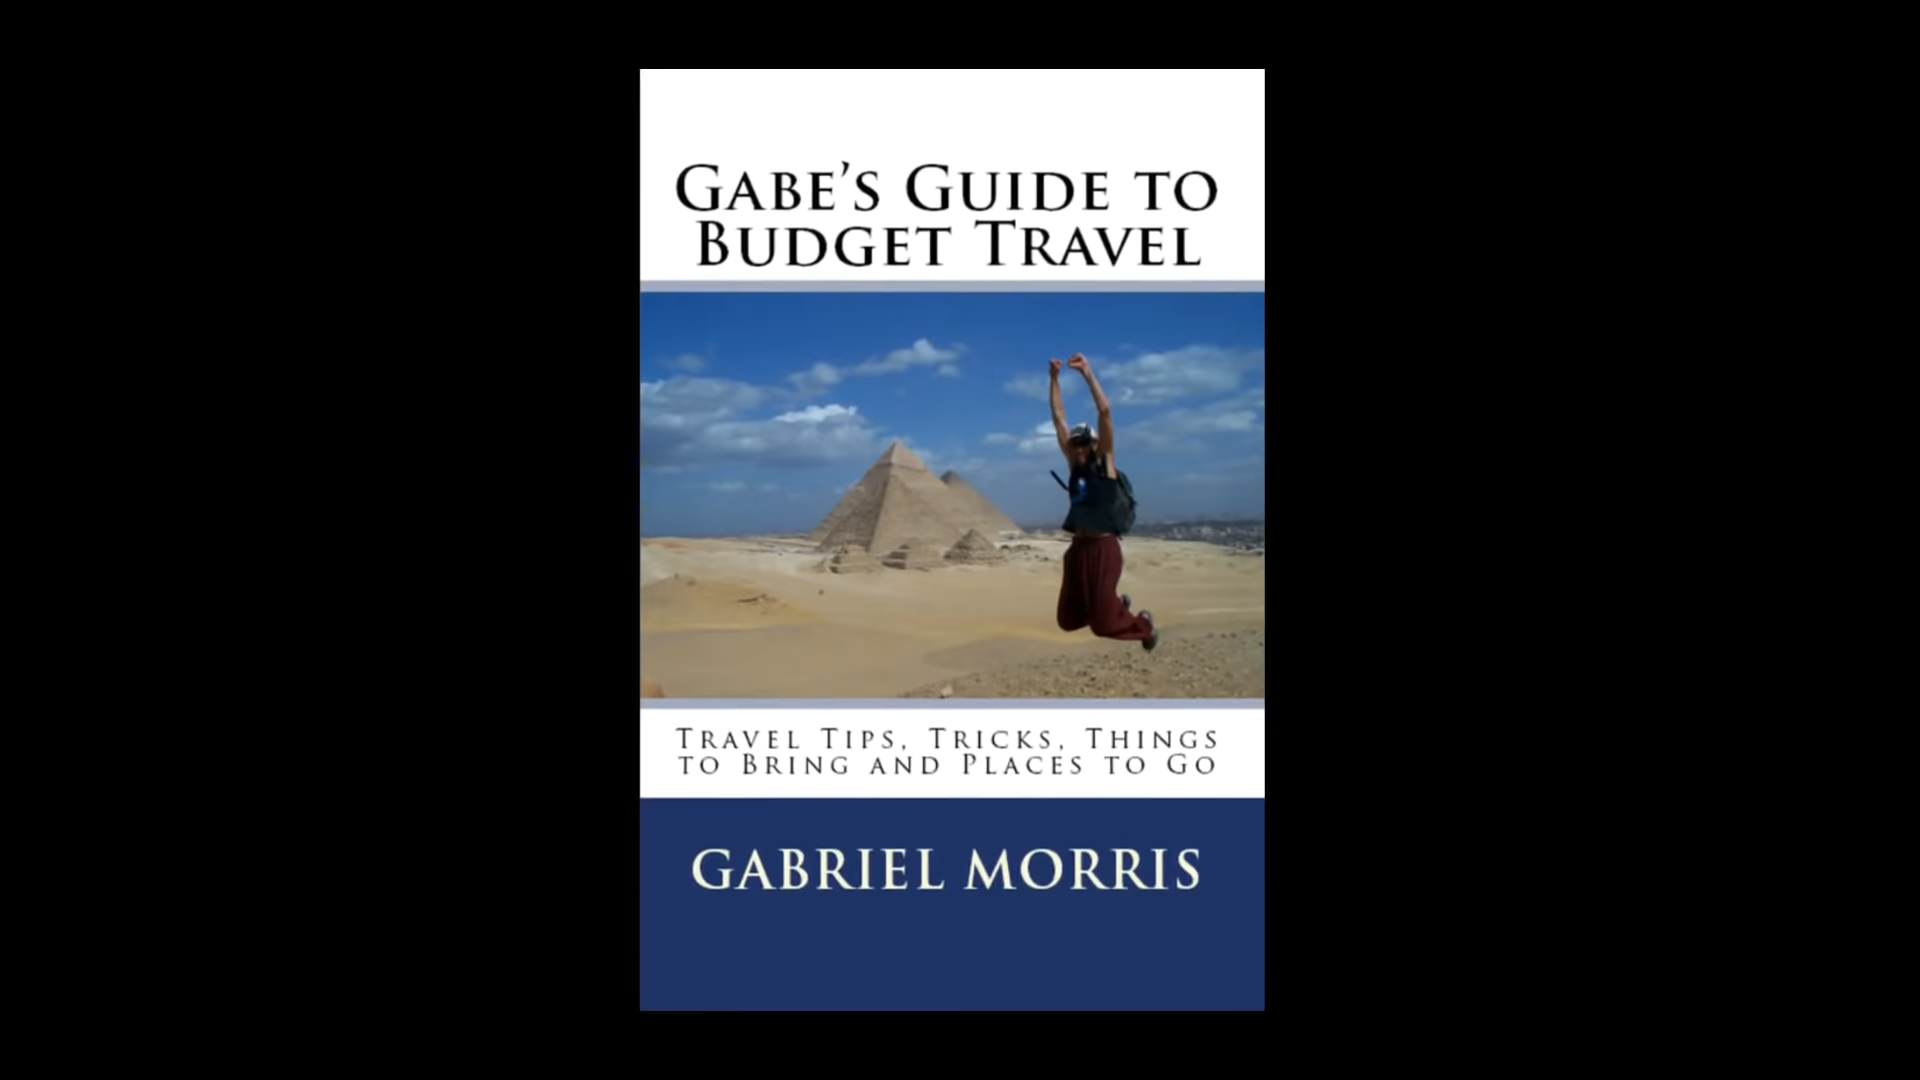 Gabe's Guide to
Budget Travel
Travel Tips, Tricks, Things
to Bring and Places to Go
GABRIEL MORRIS